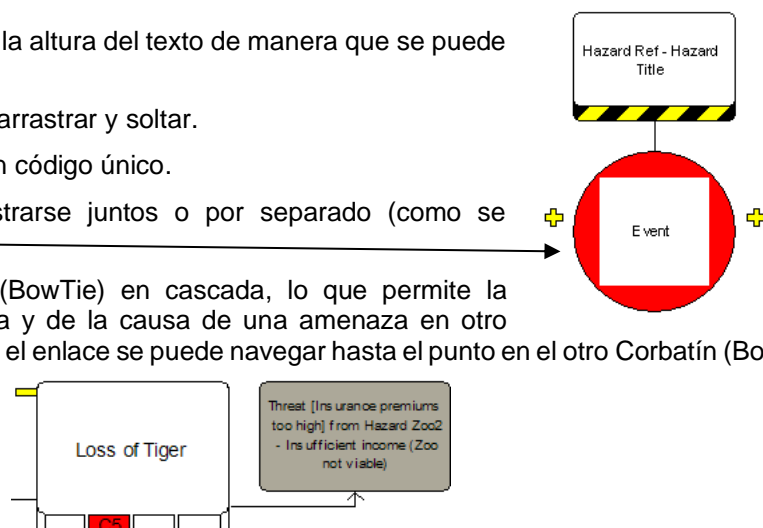 la altura del texto de manera que se puede
arrastrar y soltar.
código único.
strarse juntos o por separado (como se
(BowTie) en cascada, lo que permite la
y de la causa de una amenaza en otro
el enlace se puede navegar hasta el punto en el otro Corbatín (Bo
Hazard Ref - Hazard
Title
Event
Loss of Tiger
C5
Threat [Insurance premiums
too high] from Hazard Zoo2
- Insufficient income (Zoo
not viable)